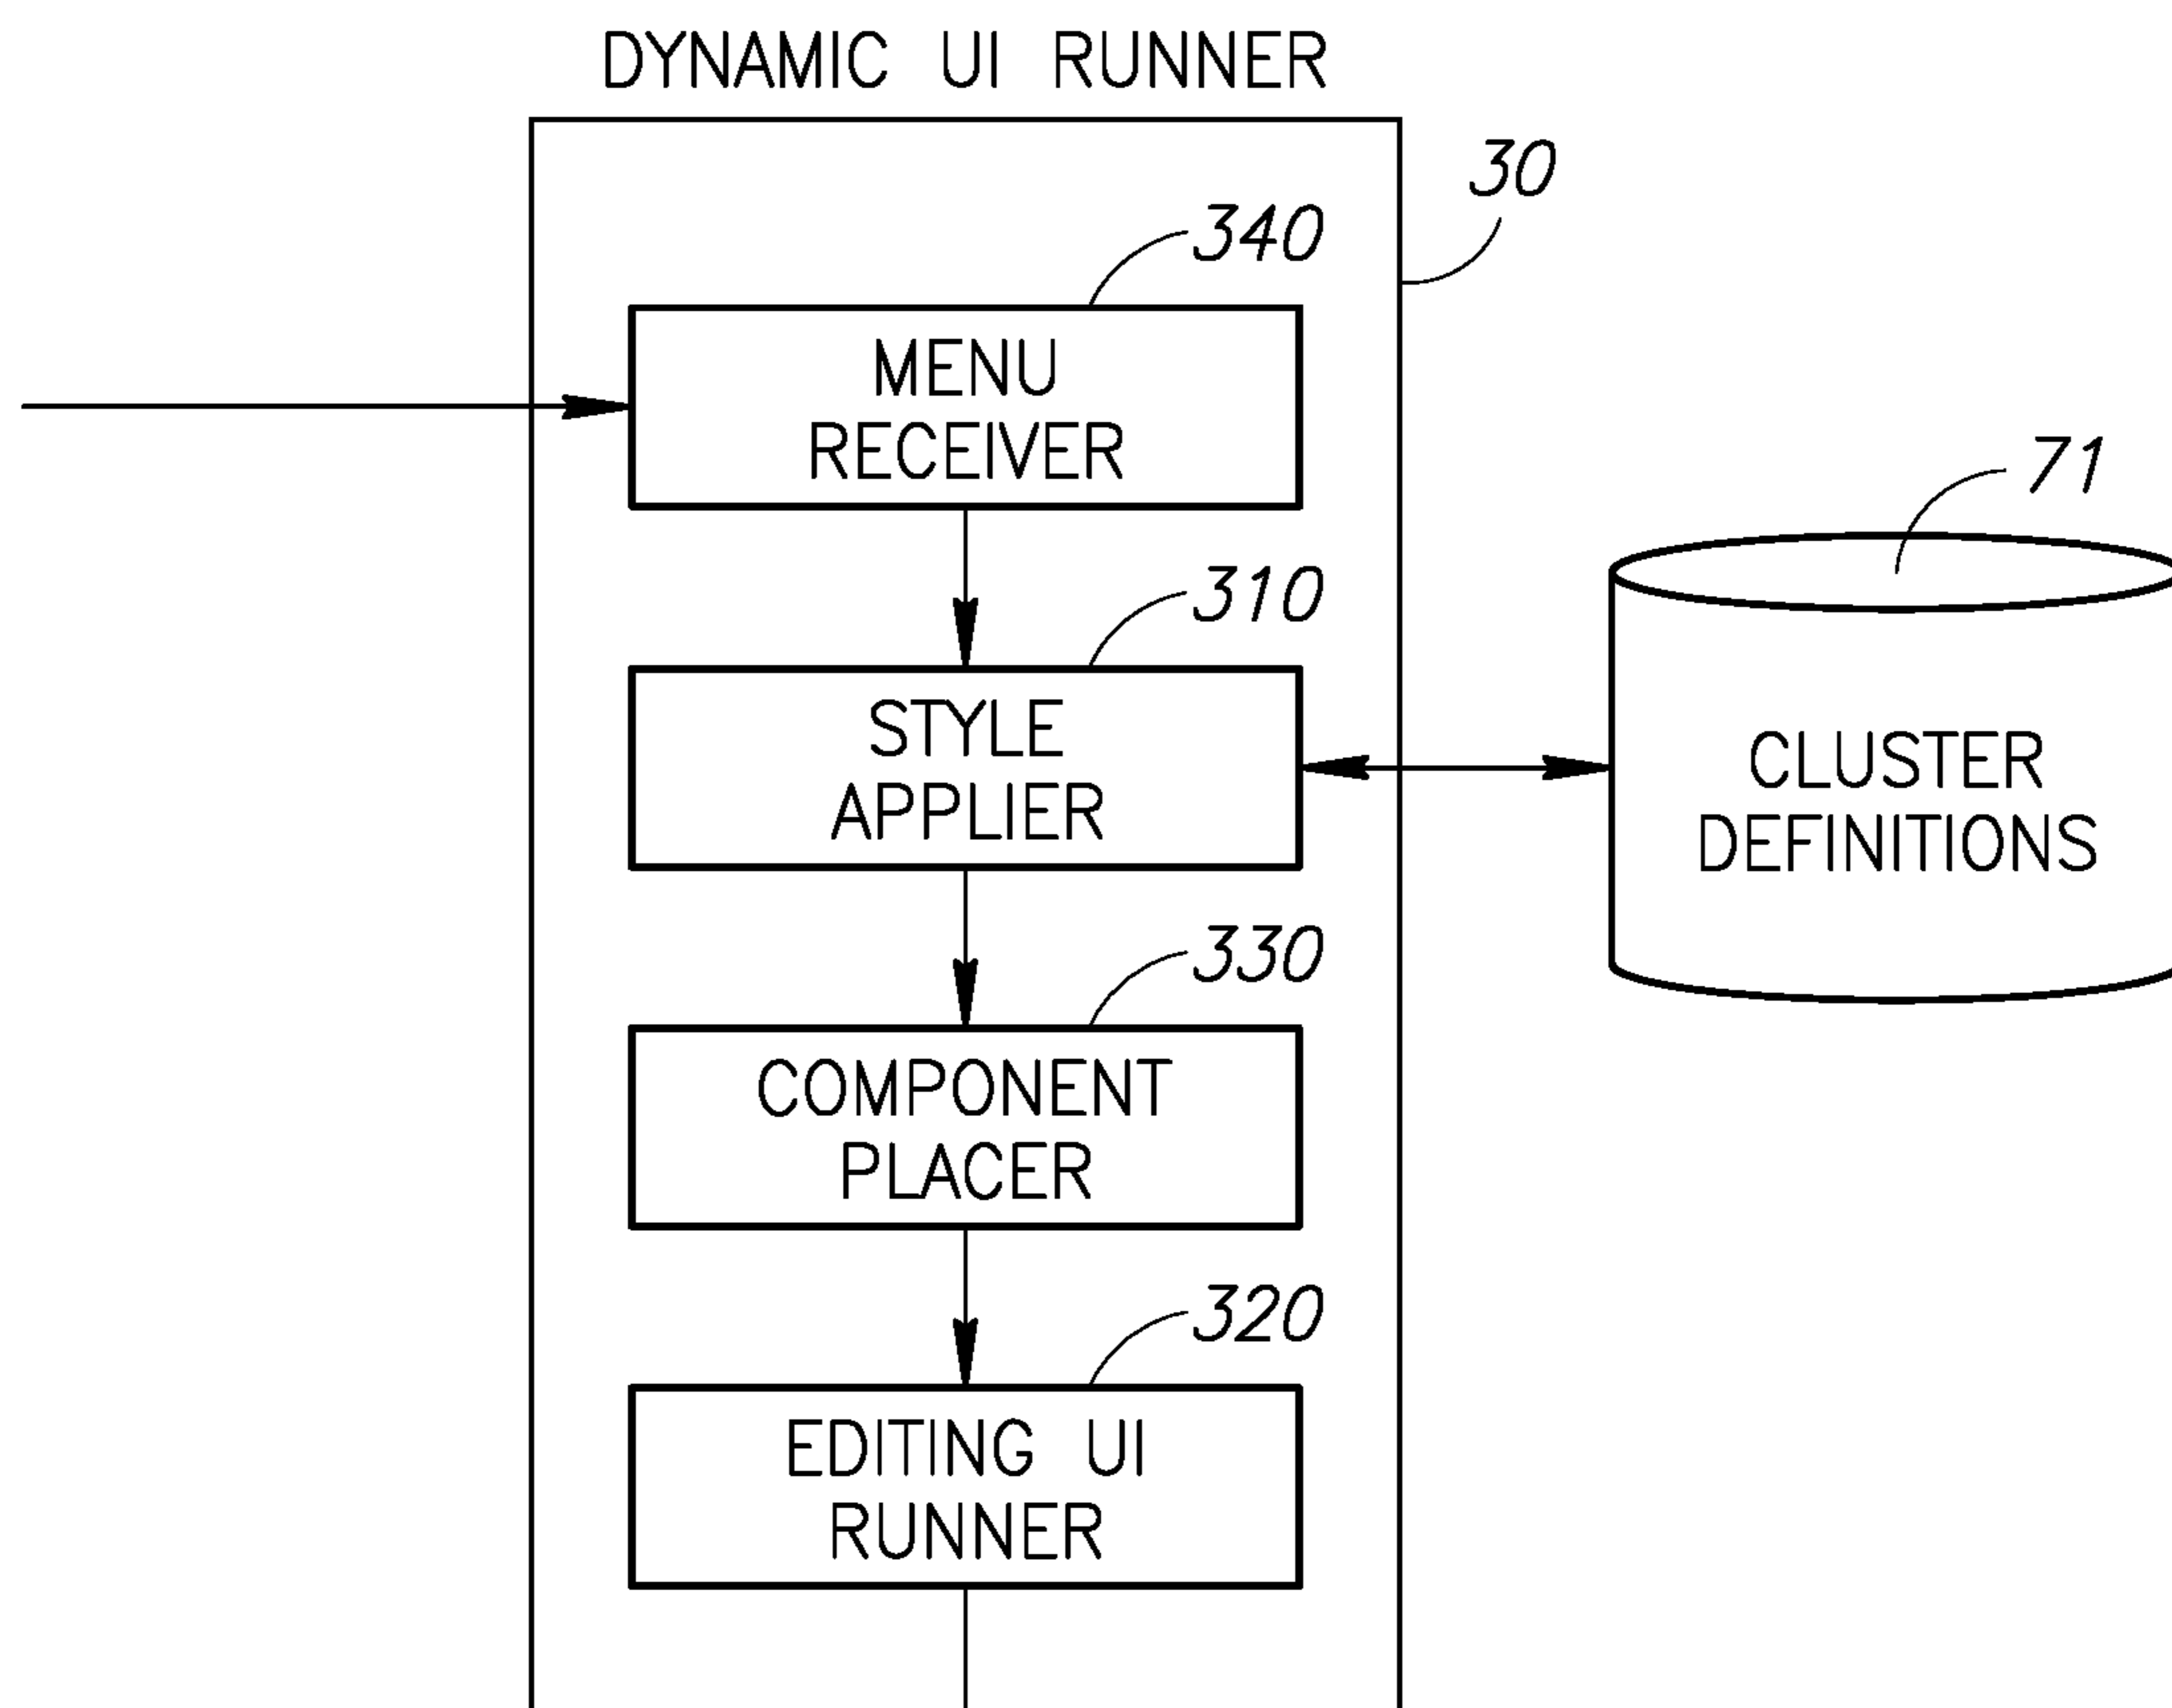 DYNAMIC UI RUNNER
30
340
MENU
RECEIVER
71
310
STYLE
APPLIER
CLUSTER
DEFINITIONS
330
COMPONENT
PLACER
320
EDITING UI
RUNNER